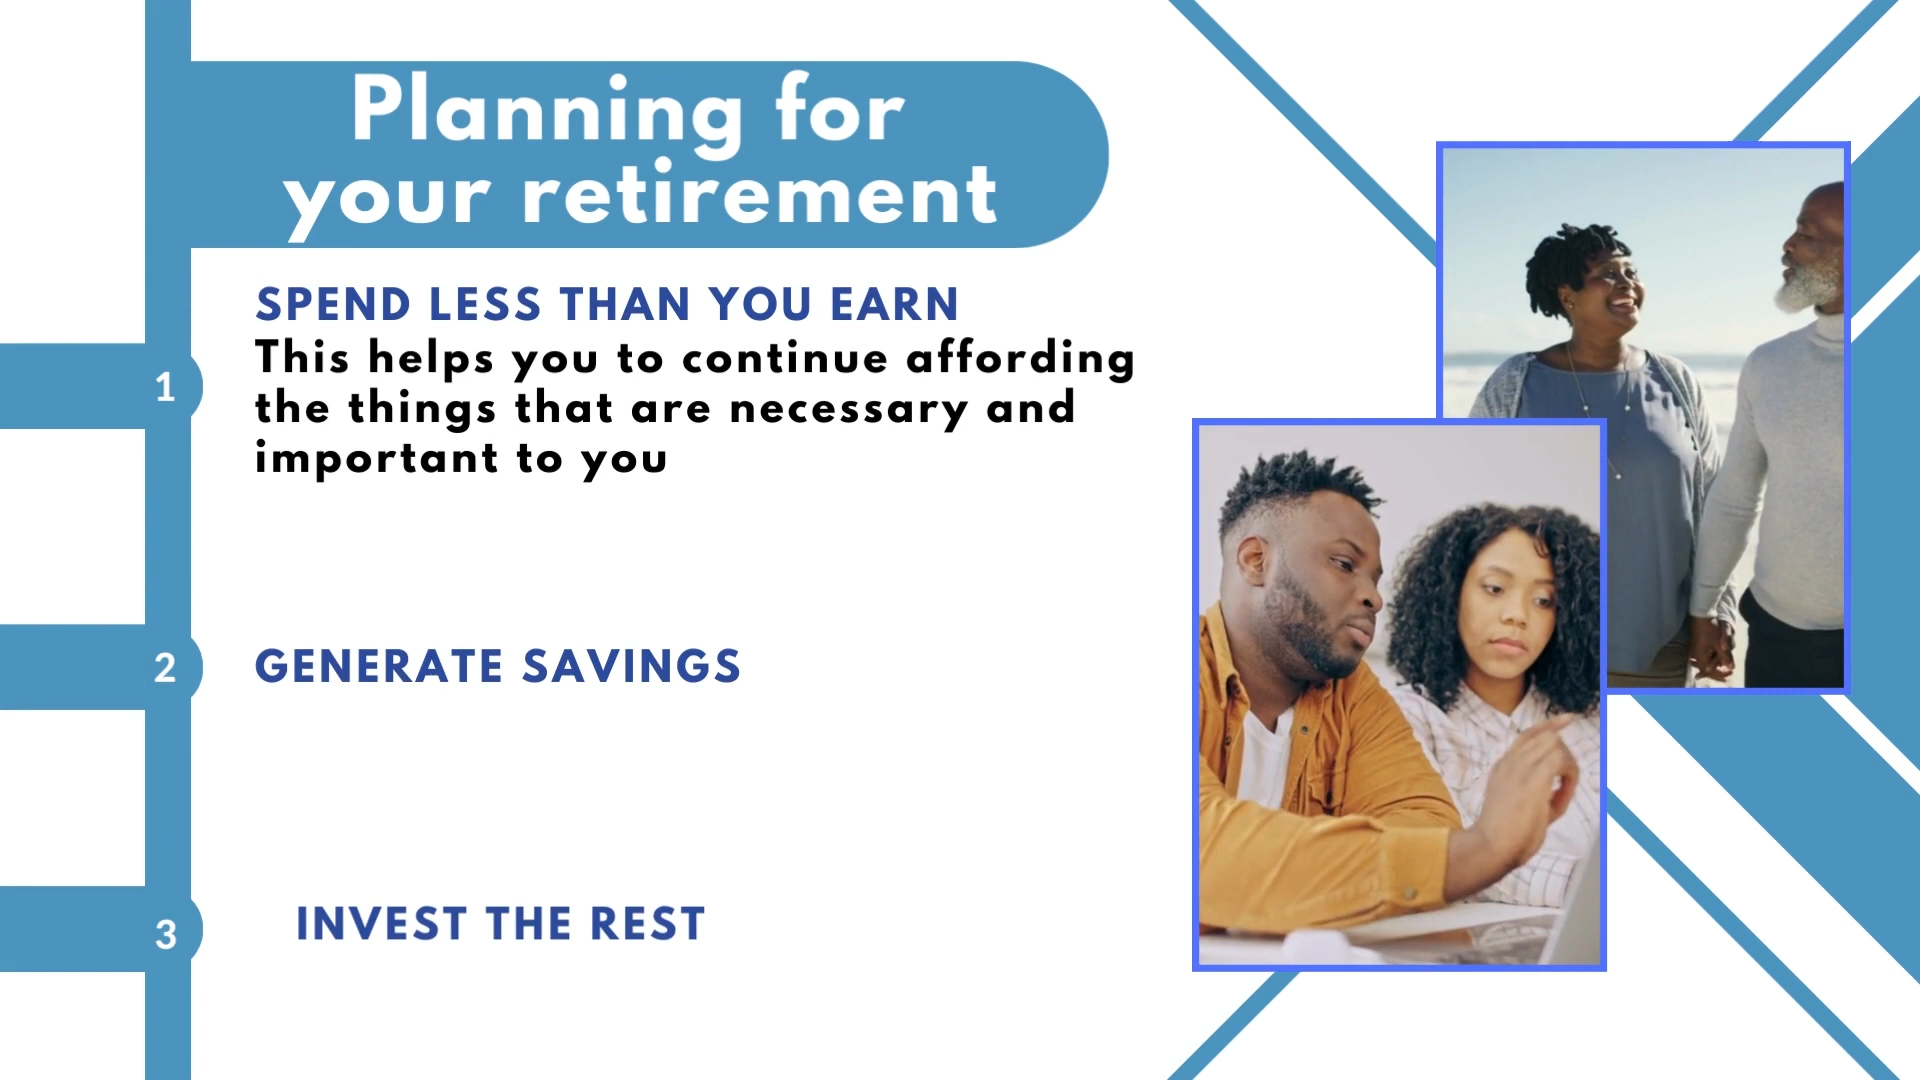 Planning for
your retirement
SPEND LESS THAN YOU EARN
This helps you to continue affording
the things that are necessary and
important to you
1
2
GENERATE SAVINGS
3
INVEST THE REST